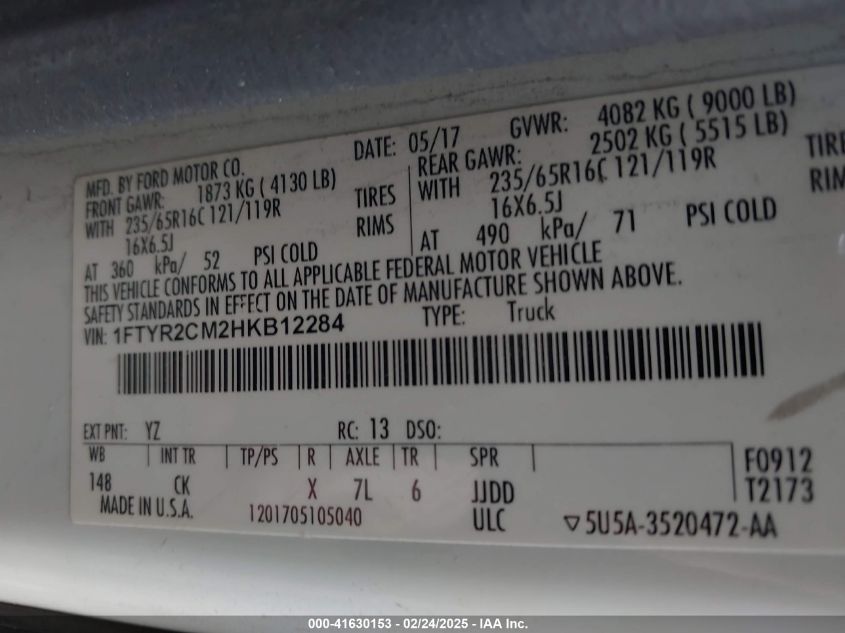 MFD. BY FORD MOTOR CO. DATE: 05/17 GVWR: 4082 KG ( 9000 LB)
FRONT GAWR: 1873 KG ( 4130 LB) REAR GAWR: 2502 KG ( 5515 LB)
WITH 235/65R16C 121/119R TIRES WITH 235/65R16C 121/119R TIRE
16X6.5J RIMS 16X6.5J RIM
AT 360 kPa/ 52 PSI COLD AT 490 kPa/ 71 PSI COLD
THIS VEHICLE CONFORMS TO ALL APPLICABLE FEDERAL MOTOR VEHICLE
SAFETY STANDARDS IN EFFECT ON THE DATE OF MANUFACTURE SHOWN ABOVE.
VIN: 1FTYR2CM2HKB12284 TYPE: Truck
EXT PNT: YZ RC: 13 DSO:
WB INT TR TP/PS R AXLE TR SPR F0912
148 CK X 7L 6 JJDD T2173
MADE IN U.S.A. 1201705105040 ULC ▽5U5A-3520472-AA
000-41630153 - 02/24/2025 - IAA Inc.